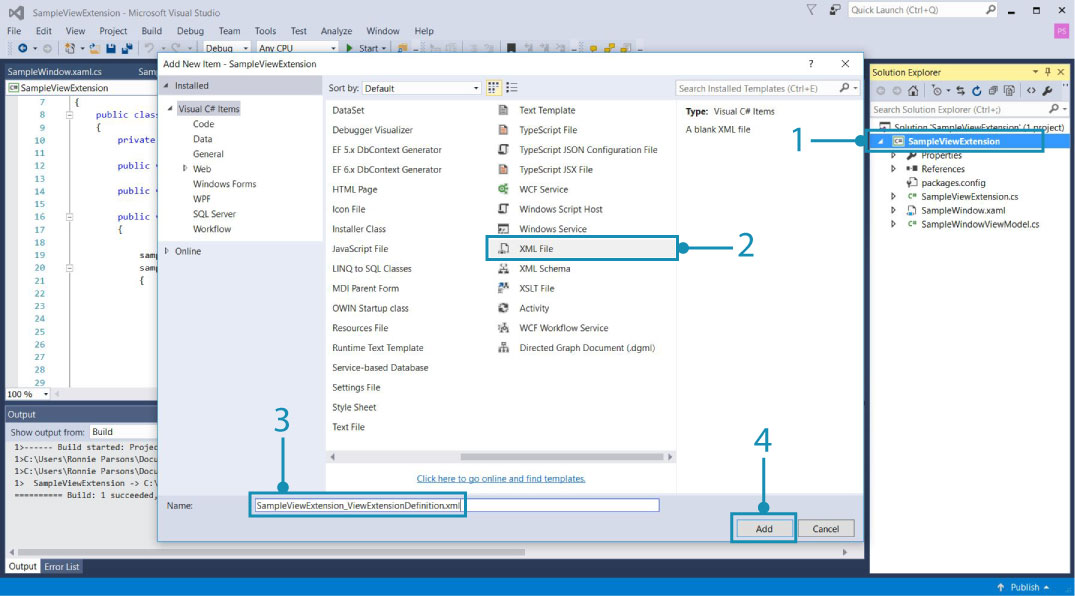 SampleViewExtension - Microsoft Visual Studio
Quick Launch (Ctrl+Q)
File Edit View Project Build Debug Team Tools Test Analyze Window Help
PS
Debug Any CPU Start
SampleWindow.xaml.cs
SampleViewExtension
7 {
8 public class
9 {
10 private
11
12 public
13
14 public
15
16 public
17 {
18
19 sam
20 sam
21 {
22
23
24
25
26
27
28
29
100 %
Output
Show output from: Build
1>------ Build started: Projec
1>C:\Users\Ronnie Parsons\Docu
1>C:\Users\Ronnie Parsons\Docu
1> SampleViewExtension -> C:\
========== Build: 1 succeeded,
Output Error List
Add New Item - SampleViewExtension
?
Installed
Visual C# Items
Code
Data
General
Web
Windows Forms
WPF
SQL Server
Workflow
Online
Sort by: Default
Search Installed Templates (Ctrl+E)
DataSet
Debugger Visualizer
EF 5.x DbContext Generator
EF 6.x DbContext Generator
HTML Page
Icon File
Installer Class
JavaScript File
LINQ to SQL Classes
MDI Parent Form
OWIN Startup class
Resources File
Runtime Text Template
Service-based Database
Settings File
Style Sheet
Text File
Text Template
TypeScript File
TypeScript JSON Configuration File
TypeScript JSX File
WCF Service
Windows Script Host
Windows Service
XML File
XML Schema
XSLT File
Activity
WCF Workflow Service
Directed Graph Document (.dgml)
Type: Visual C# Items
A blank XML file
Click here to go online and find templates.
Name: SampleViewExtension_ViewExtensionDefinition.xml
Add Cancel
1
2
3
4
Solution Explorer
Search Solution Explorer (Ctrl+;)
Solution 'SampleViewExtension' (1 project)
SampleViewExtension
Properties
References
packages.config
SampleViewExtension.cs
SampleWindow.xaml
SampleWindowViewModel.cs
Publish